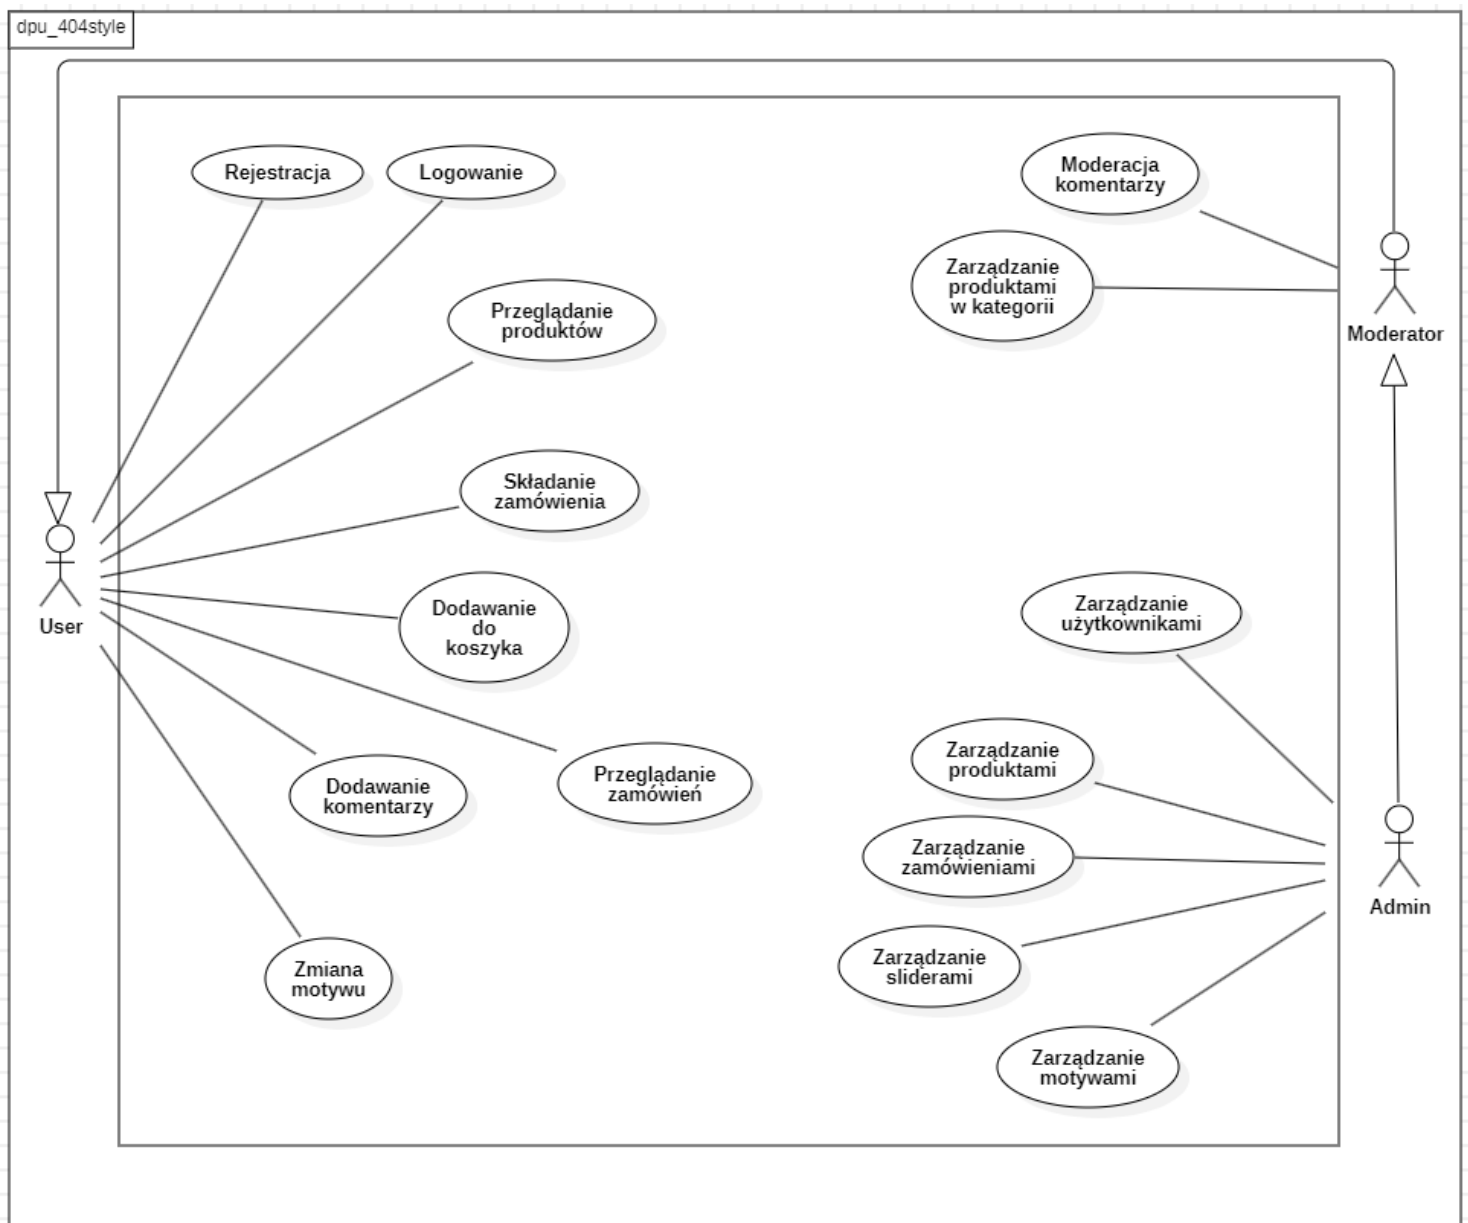 dpu_404style
Rejestracja
Logowanie
Moderacja
komentarzy
Zarządzanie
produktami
w kategorii
Moderator
Przeglądanie
produktów
Składanie
zamówienia
User
Dodawanie
do
koszyka
Zarządzanie
użytkownikami
Dodawanie
komentarzy
Przeglądanie
zamówień
Zarządzanie
produktami
Zarządzanie
zamówieniami
Admin
Zarządzanie
sliderami
Zmiana
motywu
Zarządzanie
motywami